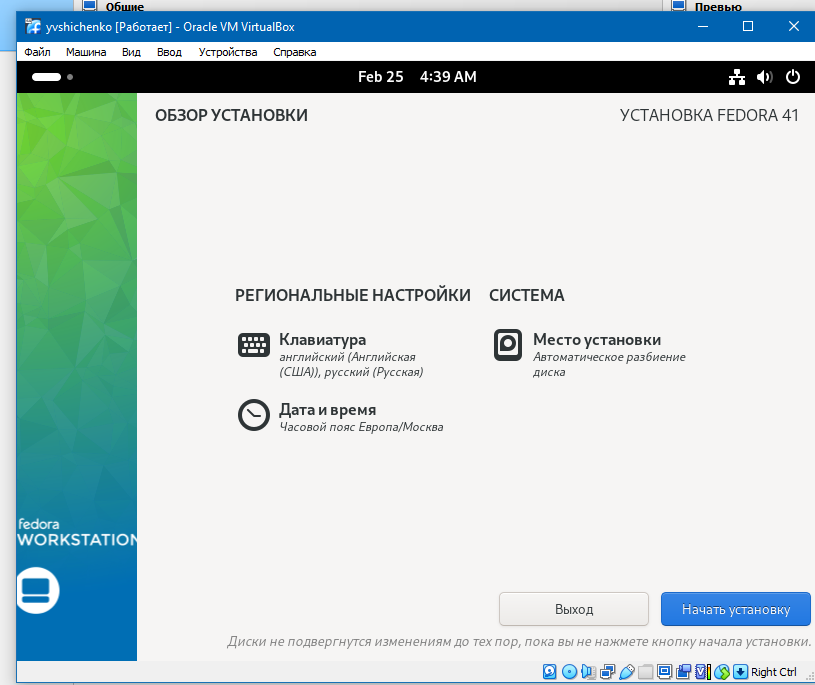 Общие
Превью
yvshichenko [Работает] - Oracle VM VirtualBox
Файл Машина Вид Ввод Устройства Справка
Feb 25 4:39 AM
ОБЗОР УСТАНОВКИ
УСТАНОВКА FEDORA 41
РЕГИОНАЛЬНЫЕ НАСТРОЙКИ
СИСТЕМА
Клавиатура
английский (Английская
(США)), русский (Русская)
Место установки
Автоматическое разбиение
диска
Дата и время
Часовой пояс Европа/Москва
fedora
WORKSTATION
Выход
Начать установку
Диски не подвергнутся изменениям до тех пор, пока вы не нажмете кнопку начала установки.
Right Ctrl